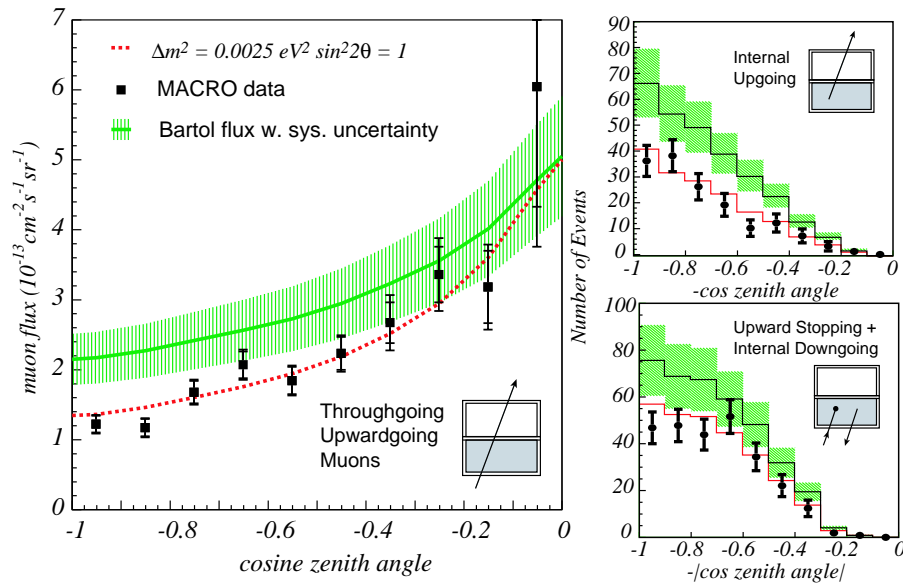 7
6
5
4
3
2
1
0
muon flux (10⁻¹³ cm⁻² s⁻¹ sr⁻¹)
Δm² = 0.0025 eV² sin²2θ = 1
MACRO data
Bartol flux w. sys. uncertainty
Throughgoing
Upwardgoing
Muons
-1 -0.8 -0.6 -0.4 -0.2 0
cosine zenith angle
Number of Events
90
80
70
60
50
40
30
20
10
0
Internal
Upgoing
-1 -0.8 -0.6 -0.4 -0.2 0
-cos zenith angle
100
80
60
40
20
0
Upward Stopping +
Internal Downgoing
-1 -0.8 -0.6 -0.4 -0.2 0
-|cos zenith angle|